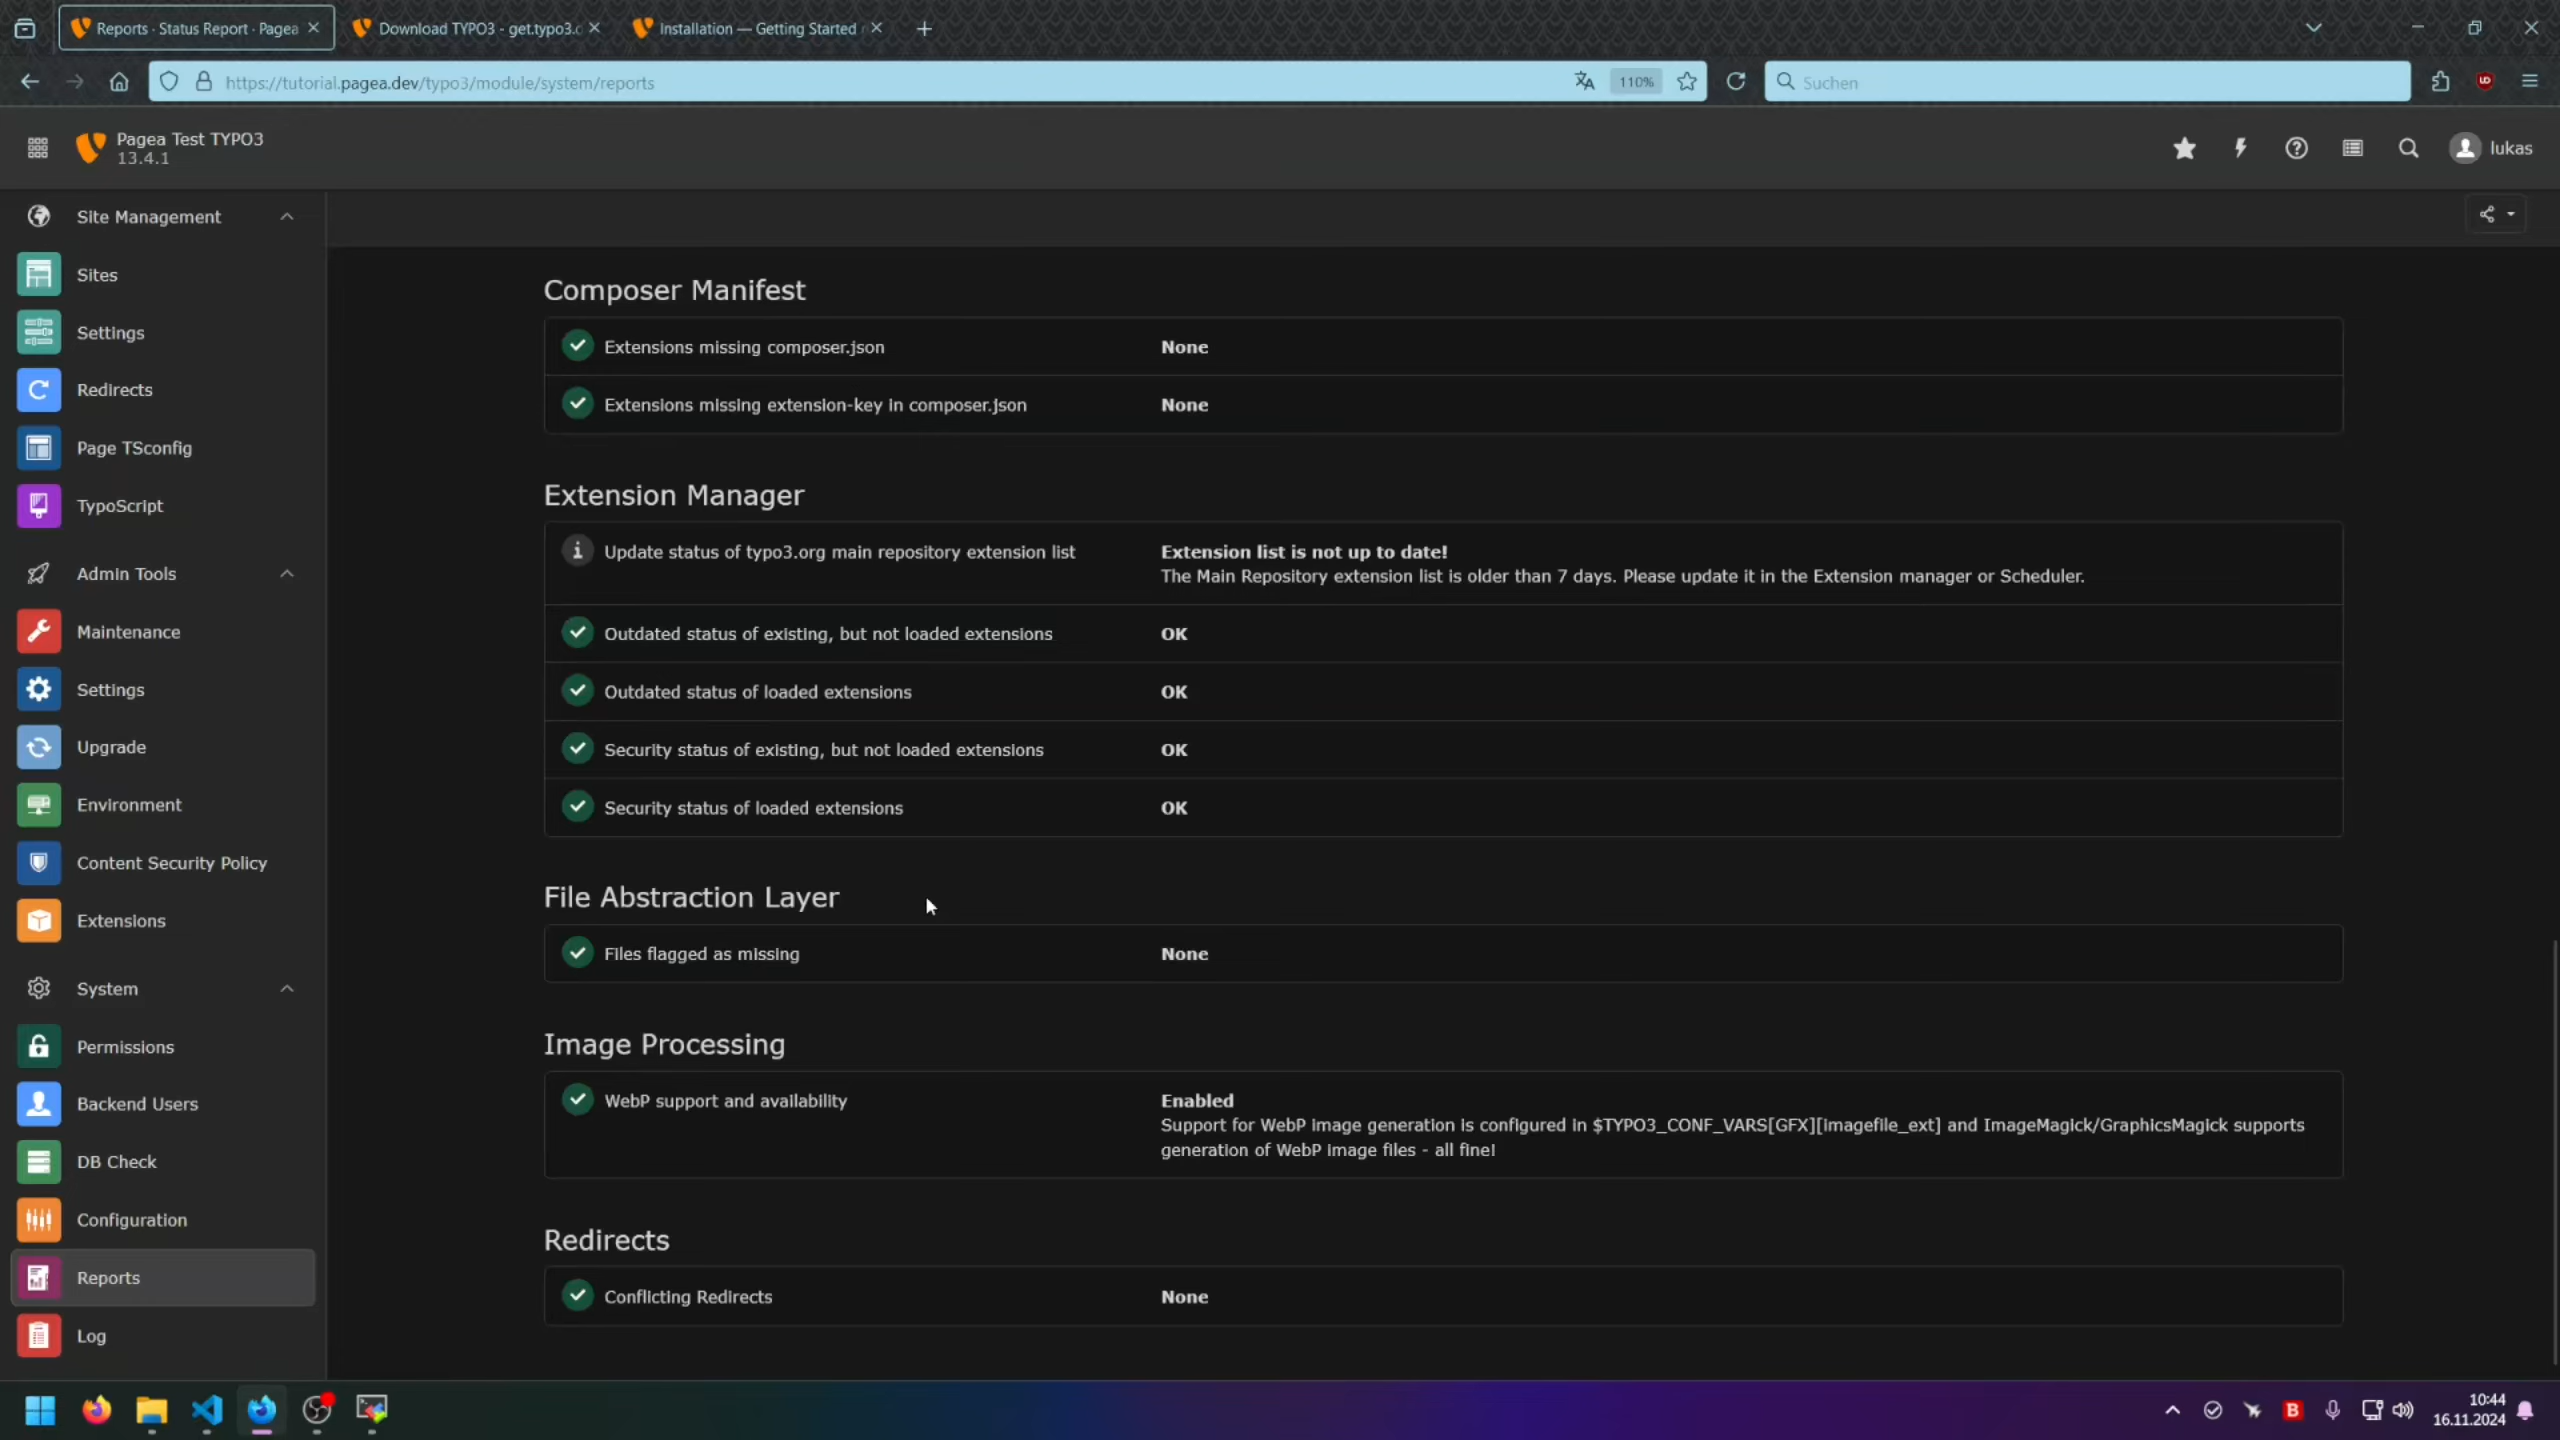 Reports · Status Report · Pagea
Download TYPO3 - get.typo3.o
Installation — Getting Started
https://tutorial.pagea.dev/typo3/module/system/reports
110%
Suchen
Pagea Test TYPO3
13.4.1
lukas
Site Management
Sites
Settings
Redirects
Page TSconfig
TypoScript
Admin Tools
Maintenance
Settings
Upgrade
Environment
Content Security Policy
Extensions
System
Permissions
Backend Users
DB Check
Configuration
Reports
Log
Composer Manifest
Extensions missing composer.json None
Extensions missing extension-key in composer.json None
Extension Manager
Update status of typo3.org main repository extension list Extension list is not up to date!
The Main Repository extension list is older than 7 days. Please update it in the Extension manager or Scheduler.
Outdated status of existing, but not loaded extensions OK
Outdated status of loaded extensions OK
Security status of existing, but not loaded extensions OK
Security status of loaded extensions OK
File Abstraction Layer
Files flagged as missing None
Image Processing
WebP support and availability Enabled
Support for WebP image generation is configured in $TYPO3_CONF_VARS[GFX][imagefile_ext] and ImageMagick/GraphicsMagick supports
generation of WebP image files - all fine!
Redirects
Conflicting Redirects None
B
10:44
16.11.2024